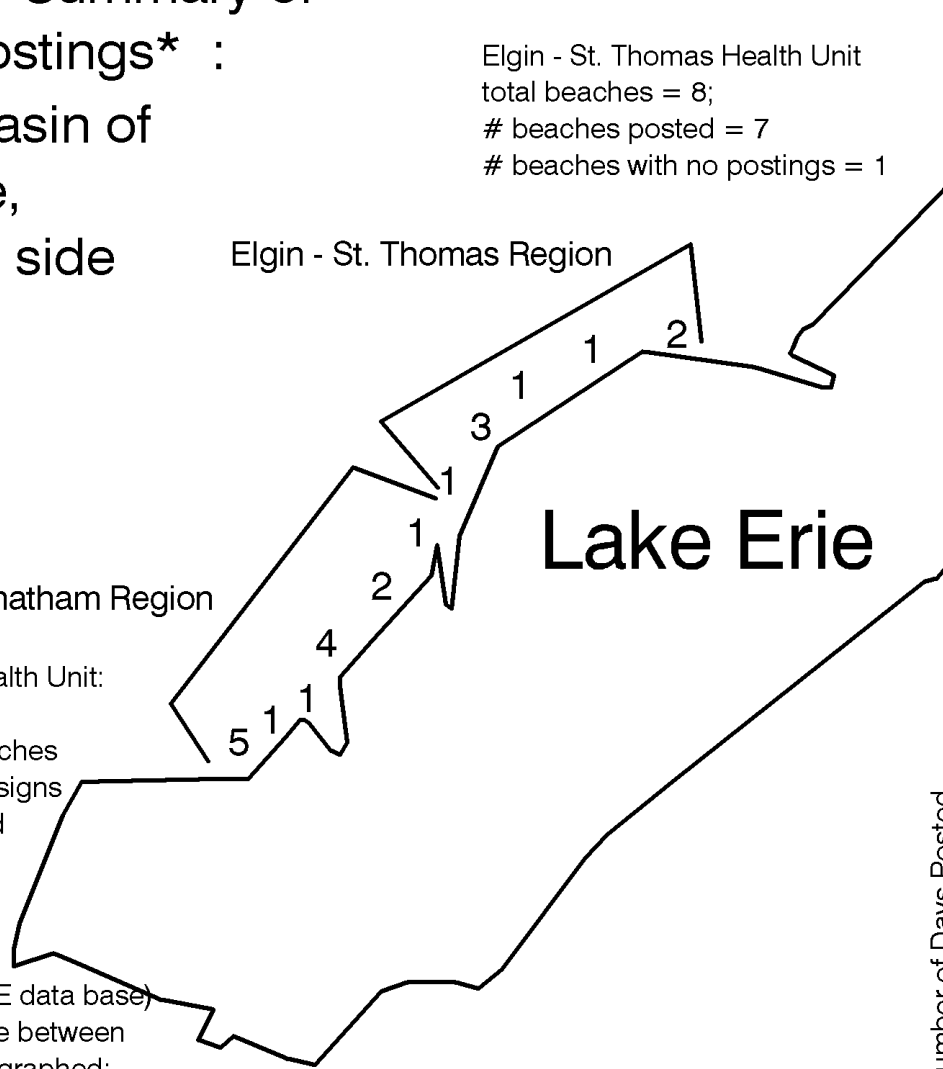 Summary of
ostings* :
asin of
e,
side
Elgin - St. Thomas Health Unit
total beaches = 8;
# beaches posted = 7
# beaches with no postings = 1
Elgin - St. Thomas Region
2
1
1
3
1
1
2
4
1
1
5
Lake Erie
hatham Region
alth Unit:
ches
signs
d
E data base)
e between
graphed;
umber of Days Posted